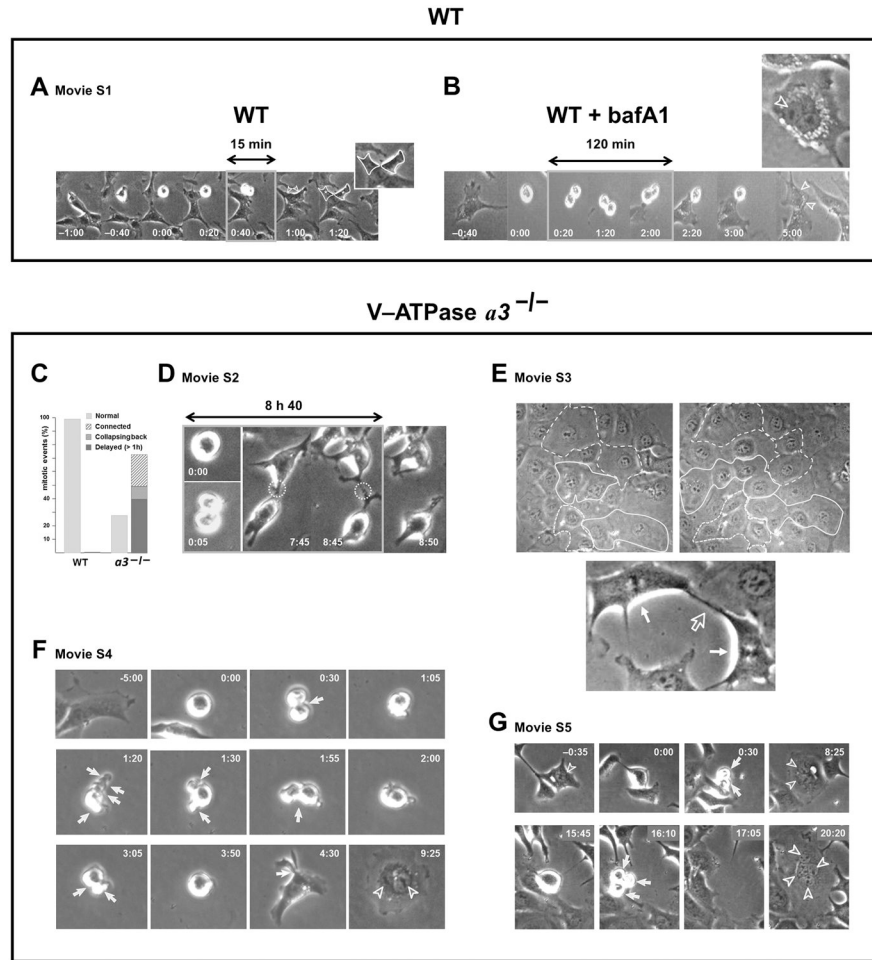 WT
A Movie S1
WT
15 min
–1:00 –0:40 0:00 0:20 0:40 1:00 1:20
B Movie S2
WT + bafA1
120 min
–0:40 0:00 0:20 1:20 2:00 2:20 3:00 5:00
V–ATPase a3 –/–
C
mitotic events (%)
100
80
60
40
20
10
Normal
Connected
Collapsing back
Delayed (> 1h)
WT a3–/–
D Movie S2
8 h 40
0:00
0:05 7:45 8:45 8:50
E Movie S3
F Movie S4
-5:00 0:00 0:30 1:05
1:20 1:30 1:55 2:00
3:05 3:50 4:30 9:25
G Movie S5
–0:35 0:00 0:30 8:25
15:45 16:10 17:05 20:20